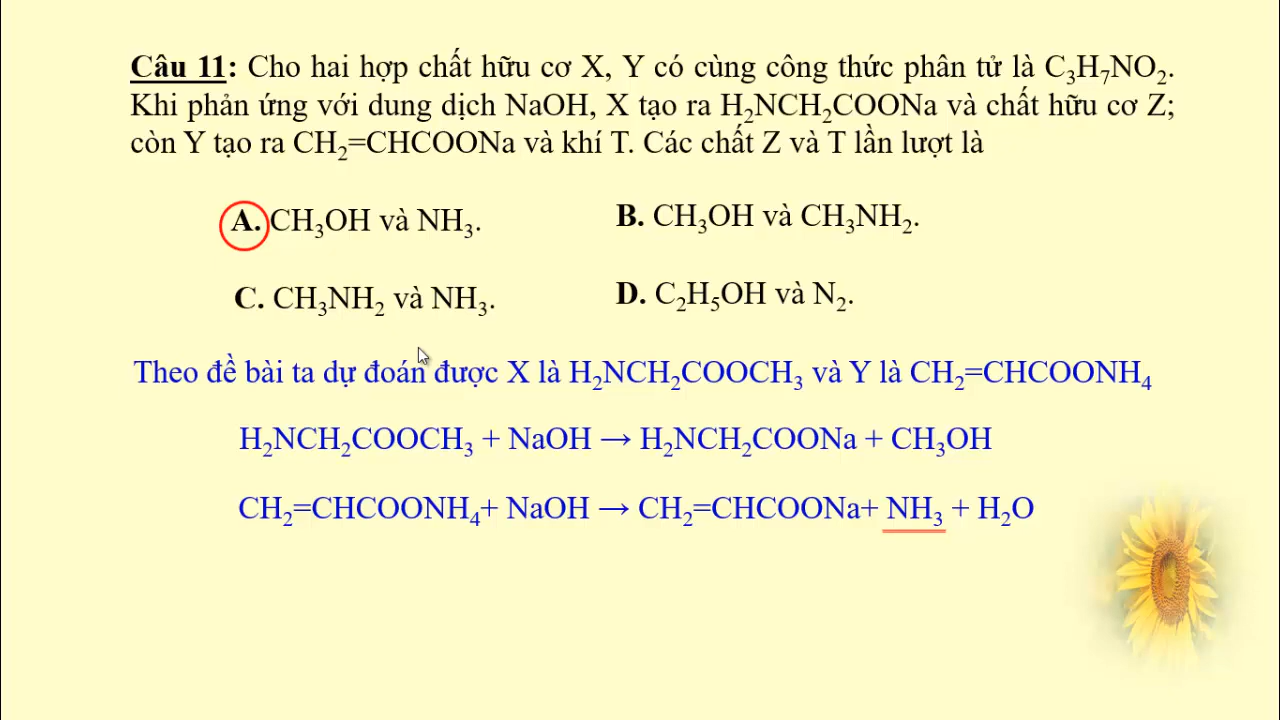 Câu 11: Cho hai hợp chất hữu cơ X, Y có cùng công thức phân tử là C₃H₇NO₂.
Khi phản ứng với dung dịch NaOH, X tạo ra H₂NCH₂COONa và chất hữu cơ Z;
còn Y tạo ra CH₂=CHCOONa và khí T. Các chất Z và T lần lượt là
A. CH₃OH và NH₃.
B. CH₃OH và CH₃NH₂.
C. CH₃NH₂ và NH₃.
D. C₂H₅OH và N₂.
Theo đề bài ta dự đoán được X là H₂NCH₂COOCH₃ và Y là CH₂=CHCOONH₄
H₂NCH₂COOCH₃ + NaOH → H₂NCH₂COONa + CH₃OH
CH₂=CHCOONH₄+ NaOH → CH₂=CHCOONa+ NH₃ + H₂O